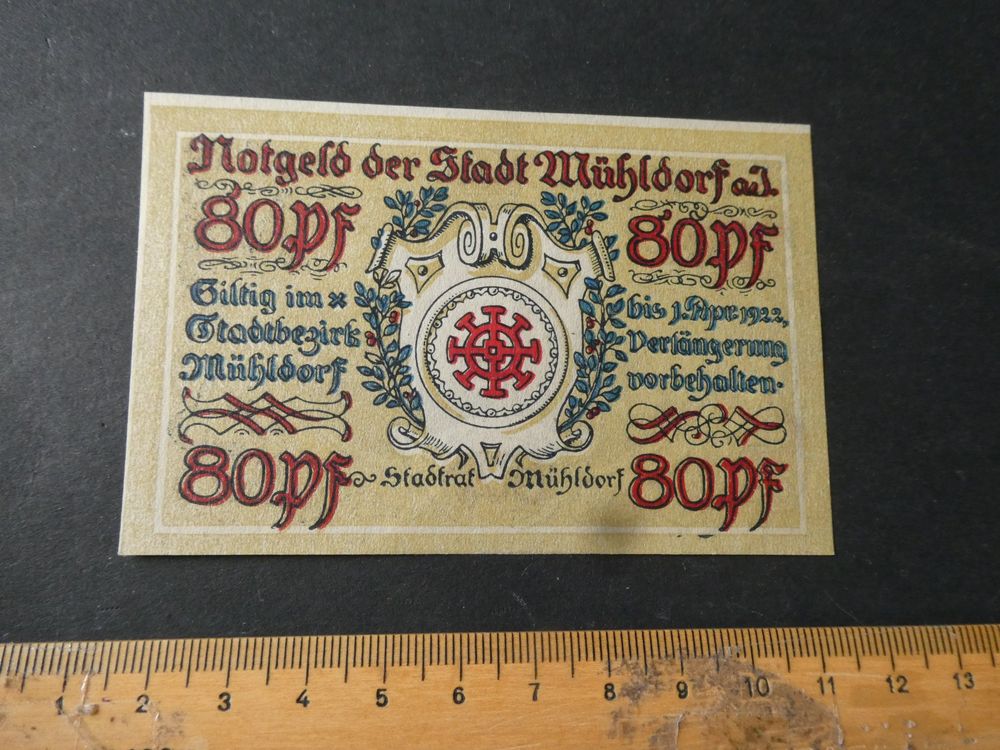 Notgeld der Stadt Mühldorf a.I.
80 Pf
80 Pf
Giltig im
Stadtbezirk
Mühldorf
bis 1. Apr. 1922,
Verlängerung
vorbehalten.
80 Pf
Stadtrat Mühldorf
80 Pf
1 2 3 4 5 6 7 8 9 10 11 12 13